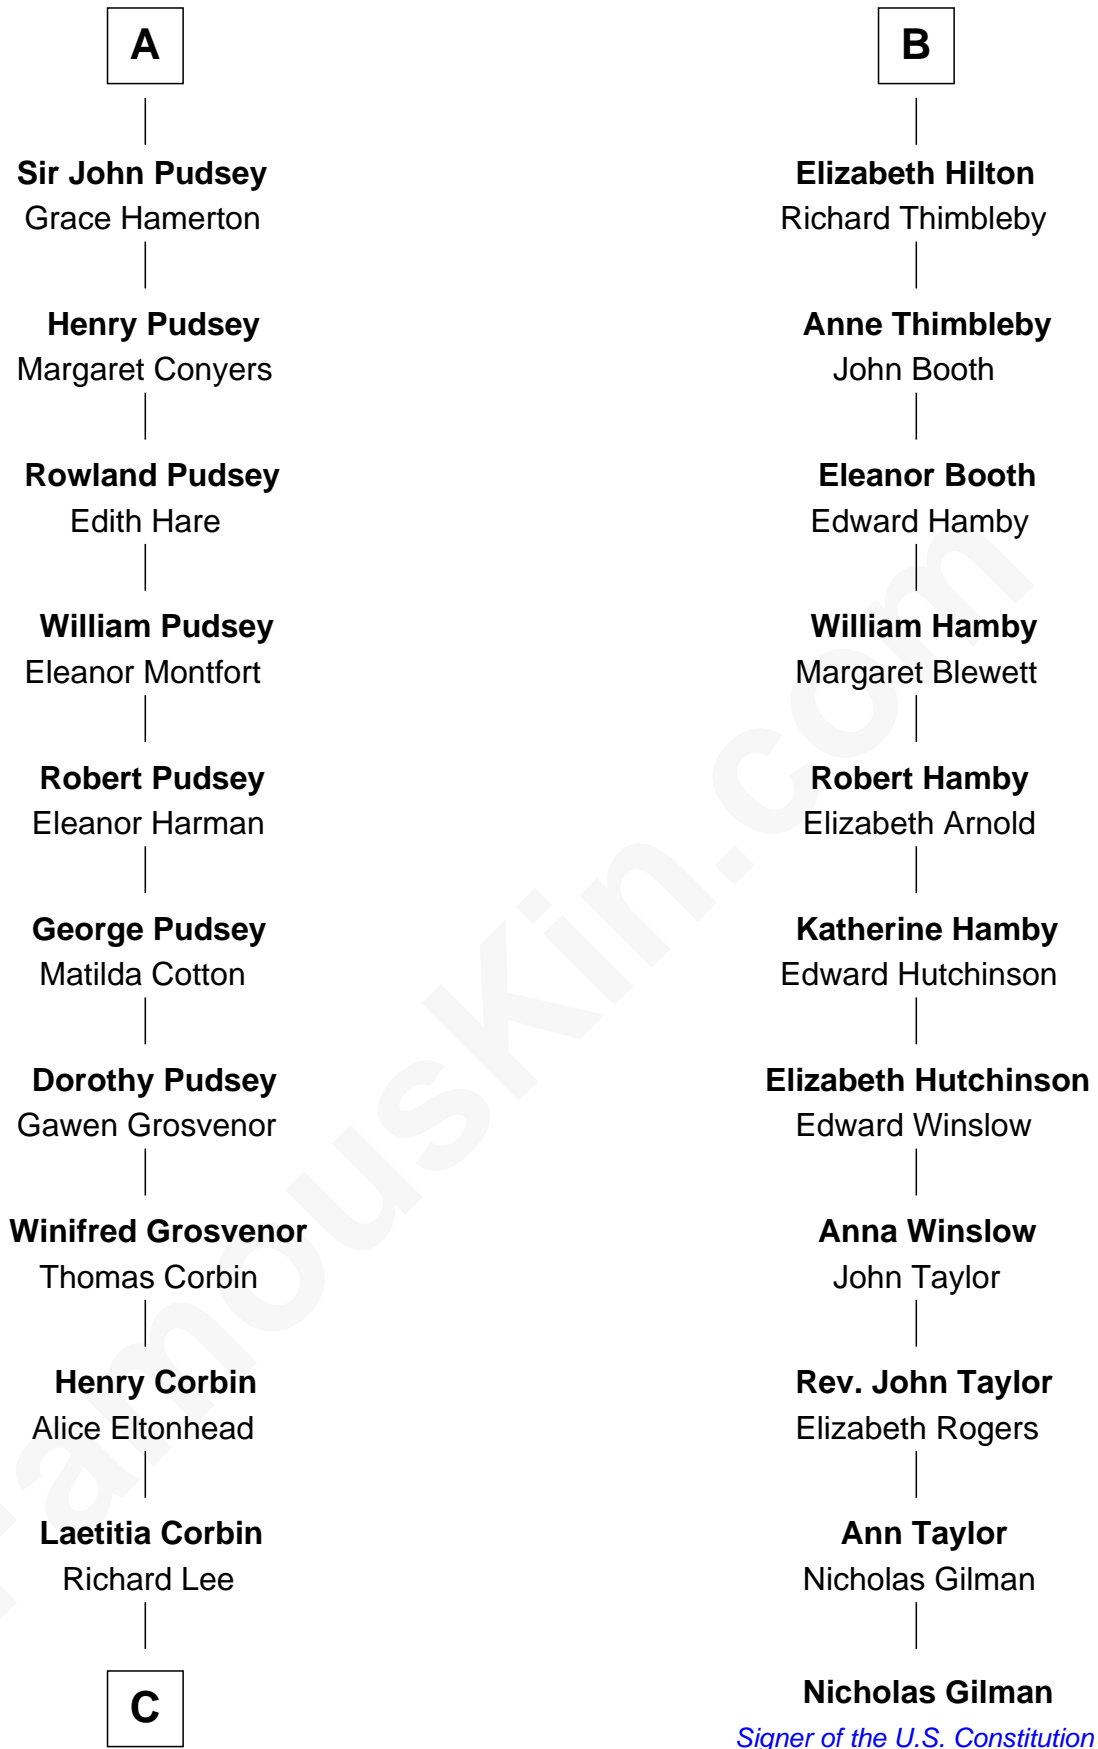 A
Sir John Pudsey
Grace Hamerton
Henry Pudsey
Margaret Conyers
Rowland Pudsey
Edith Hare
William Pudsey
Eleanor Montfort
Robert Pudsey
Eleanor Harman
George Pudsey
Matilda Cotton
Dorothy Pudsey
Gawen Grosvenor
Winifred Grosvenor
Thomas Corbin
Henry Corbin
Alice Eltonhead
Laetitia Corbin
Richard Lee
C
B
Elizabeth Hilton
Richard Thimbleby
Anne Thimbleby
John Booth
Eleanor Booth
Edward Hamby
William Hamby
Margaret Blewett
Robert Hamby
Elizabeth Arnold
Katherine Hamby
Edward Hutchinson
Elizabeth Hutchinson
Edward Winslow
Anna Winslow
John Taylor
Rev. John Taylor
Elizabeth Rogers
Ann Taylor
Nicholas Gilman
Nicholas Gilman
Signer of the U.S. Constitution
FamousKin.com